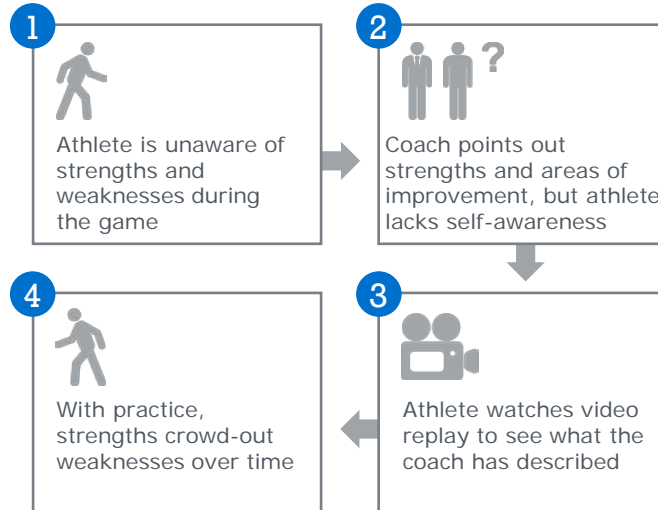 1
Athlete is unaware of
strengths and
weaknesses during
the game
2
?
Coach points out
strengths and areas of
improvement, but athlete
lacks self-awareness
3
Athlete watches video
replay to see what the
coach has described
4
With practice,
strengths crowd-out
weaknesses over time